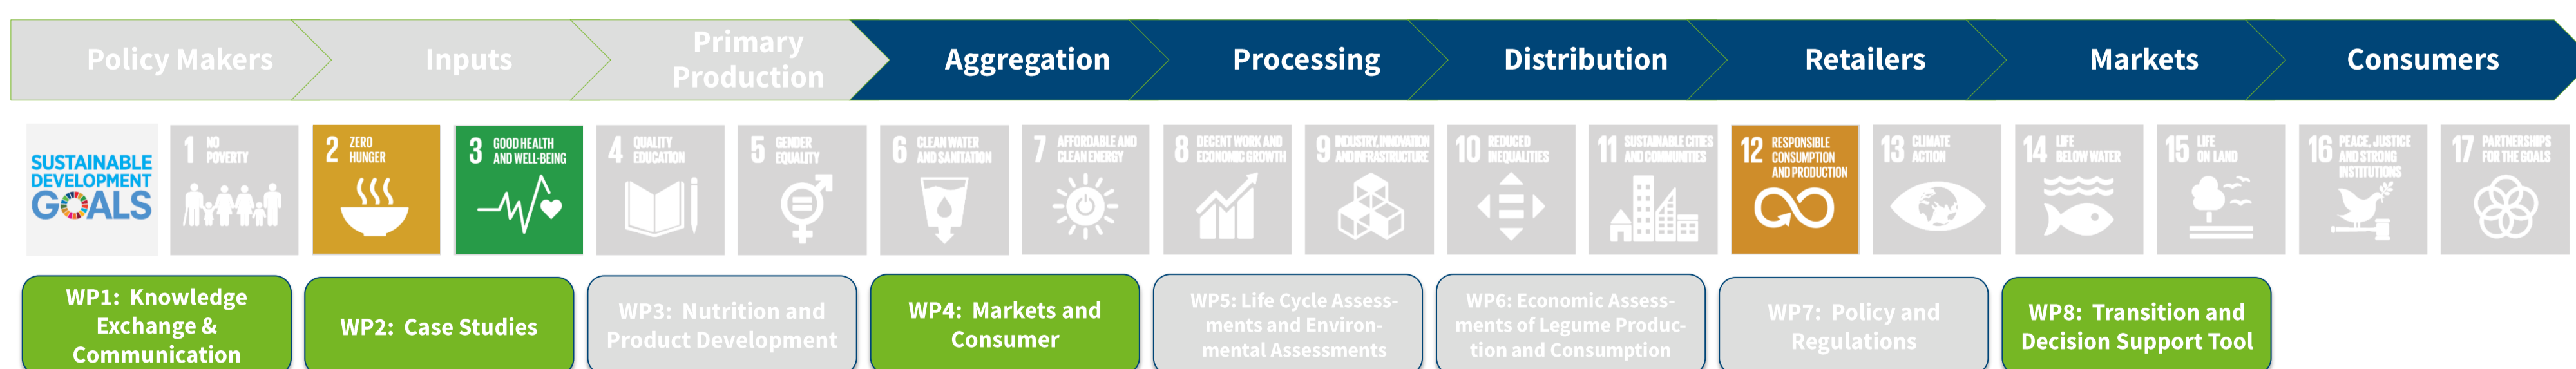 Policy Makers
Inputs
Primary
Production
Aggregation
Processing
Distribution
Retailers
Markets
Consumers
SUSTAINABLE
DEVELOPMENT
GOALS
1 NO
POVERTY
2 ZERO
HUNGER
3 GOOD HEALTH
AND WELL-BEING
4 QUALITY
EDUCATION
5 GENDER
EQUALITY
6 CLEAN WATER
AND SANITATION
7 AFFORDABLE AND
CLEAN ENERGY
8 DECENT WORK AND
ECONOMIC GROWTH
9 INDUSTRY, INNOVATION
AND INFRASTRUCTURE
10 REDUCED
INEQUALITIES
11 SUSTAINABLE CITIES
AND COMMUNITIES
12 RESPONSIBLE
CONSUMPTION
AND PRODUCTION
13 CLIMATE
ACTION
14 LIFE
BELOW WATER
15 LIFE
ON LAND
16 PEACE, JUSTICE
AND STRONG
INSTITUTIONS
17 PARTNERSHIPS
FOR THE GOALS
WP1: Knowledge
Exchange &
Communication
WP2: Case Studies
WP3: Nutrition and
Product Development
WP4: Markets and
Consumer
WP5: Life Cycle Assess-
ments and Environ-
mental Assessments
WP6: Economic Assess-
ments of Legume Produc-
tion and Consumption
WP7: Policy and
Regulations
WP8: Transition and
Decision Support Tool